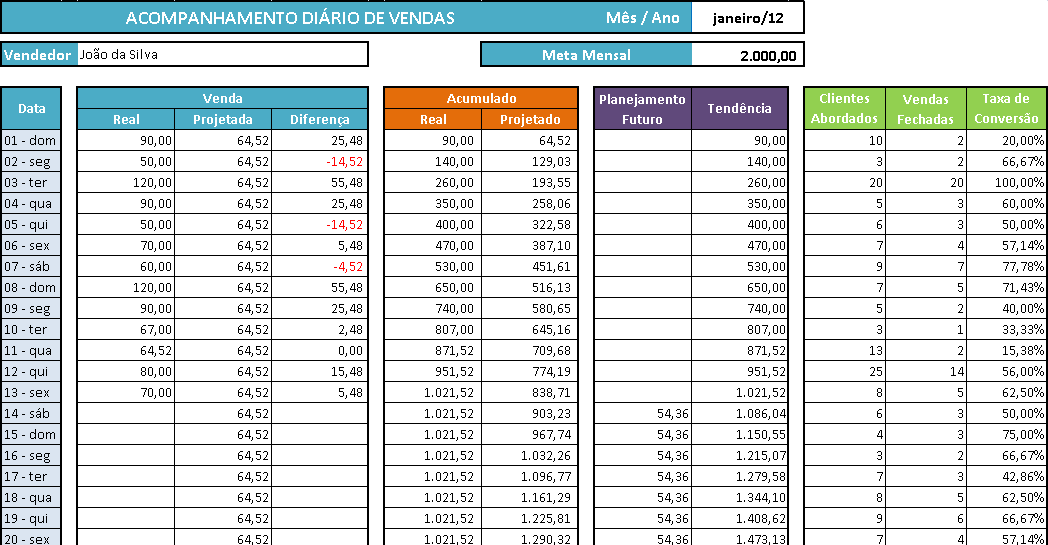 ACOMPANHAMENTO DIÁRIO DE VENDAS Mês / Ano janeiro/12
Vendedor João da Silva Meta Mensal 2.000,00
Data Venda Acumulado Planejamento Futuro Tendência Clientes Abordados Vendas Fechadas Taxa de Conversão
Real Projetada Diferença Real Projetado
01 - dom 90,00 64,52 25,48 90,00 64,52 90,00 10 2 20,00%
02 - seg 50,00 64,52 -14,52 140,00 129,03 140,00 3 2 66,67%
03 - ter 120,00 64,52 55,48 260,00 193,55 260,00 20 20 100,00%
04 - qua 90,00 64,52 25,48 350,00 258,06 350,00 5 3 60,00%
05 - qui 50,00 64,52 -14,52 400,00 322,58 400,00 6 3 50,00%
06 - sex 70,00 64,52 5,48 470,00 387,10 470,00 7 4 57,14%
07 - sáb 60,00 64,52 -4,52 530,00 451,61 530,00 9 7 77,78%
08 - dom 120,00 64,52 55,48 650,00 516,13 650,00 7 5 71,43%
09 - seg 90,00 64,52 25,48 740,00 580,65 740,00 5 2 40,00%
10 - ter 67,00 64,52 2,48 807,00 645,16 807,00 3 1 33,33%
11 - qua 64,52 64,52 0,00 871,52 709,68 871,52 13 2 15,38%
12 - qui 80,00 64,52 15,48 951,52 774,19 951,52 25 14 56,00%
13 - sex 70,00 64,52 5,48 1.021,52 838,71 1.021,52 8 5 62,50%
14 - sáb 64,52 1.021,52 903,23 54,36 1.086,04 6 3 50,00%
15 - dom 64,52 1.021,52 967,74 54,36 1.150,55 4 3 75,00%
16 - seg 64,52 1.021,52 1.032,26 54,36 1.215,07 3 2 66,67%
17 - ter 64,52 1.021,52 1.096,77 54,36 1.279,58 7 3 42,86%
18 - qua 64,52 1.021,52 1.161,29 54,36 1.344,10 8 5 62,50%
19 - qui 64,52 1.021,52 1.225,81 54,36 1.408,62 9 6 66,67%
20 - sex 64,52 1.021,52 1.290,32 54,36 1.473,13 7 4 57,14%